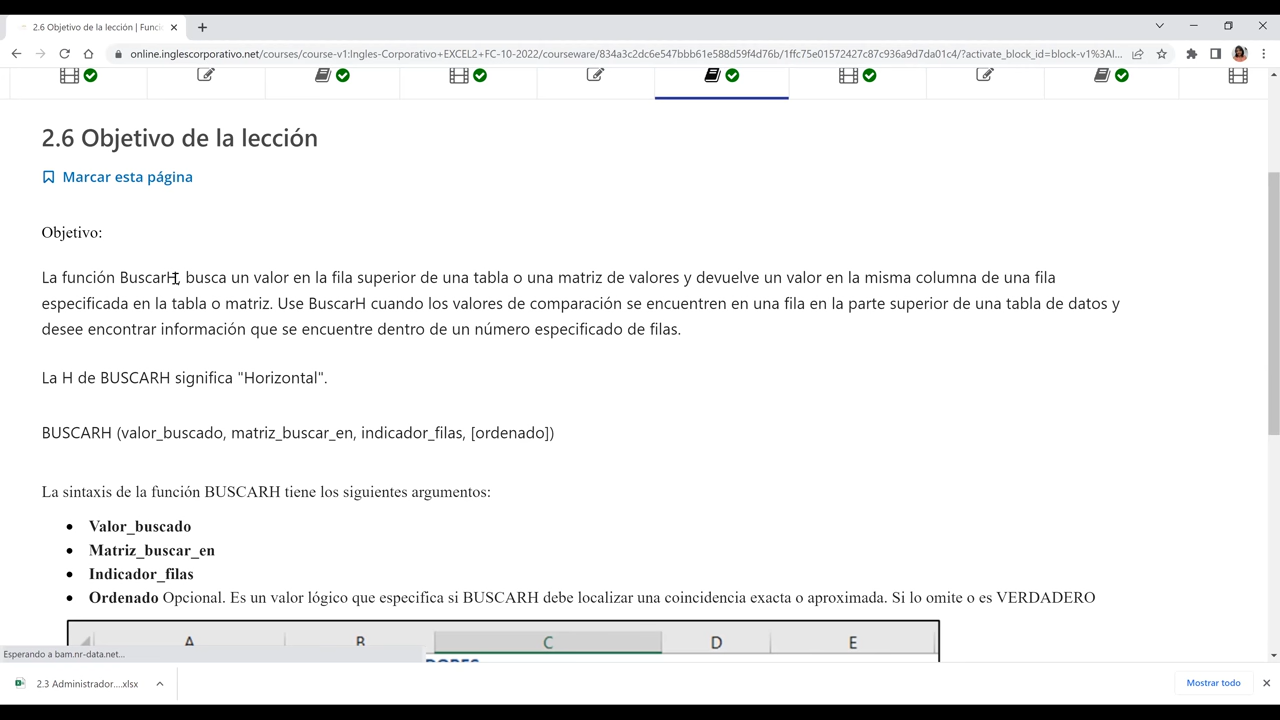 2.6 Objetivo de la lección | Funci
online.inglescorporativo.net/courses/course-v1:Ingles-Corporativo+EXCEL2+FC-10-2022/courseware/834a3c2dc6e547bbb61e588d59f4d76b/1ffc75e01572427c87c936a9d7da01c4/?activate_block_id=block-v1%3AI...
2.6 Objetivo de la lección
Marcar esta página
Objetivo:
La función BuscarH, busca un valor en la fila superior de una tabla o una matriz de valores y devuelve un valor en la misma columna de una fila
especificada en la tabla o matriz. Use BuscarH cuando los valores de comparación se encuentren en una fila en la parte superior de una tabla de datos y
desee encontrar información que se encuentre dentro de un número especificado de filas.
La H de BUSCARH significa "Horizontal".
BUSCARH (valor_buscado, matriz_buscar_en, indicador_filas, [ordenado])
La sintaxis de la función BUSCARH tiene los siguientes argumentos:
• Valor_buscado
• Matriz_buscar_en
• Indicador_filas
• Ordenado Opcional. Es un valor lógico que especifica si BUSCARH debe localizar una coincidencia exacta o aproximada. Si lo omite o es VERDADERO
A B C D E
Esperando a bam.nr-data.net...
2.3 Administrador....xlsx
Mostrar todo